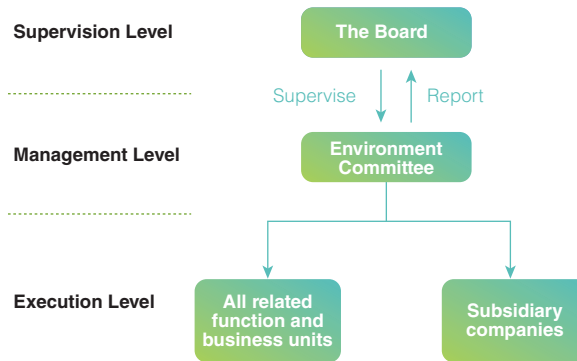 Supervision Level
The Board
Supervise
Report
Management Level
Environment
Committee
Execution Level
All related
function and
business units
Subsidiary
companies